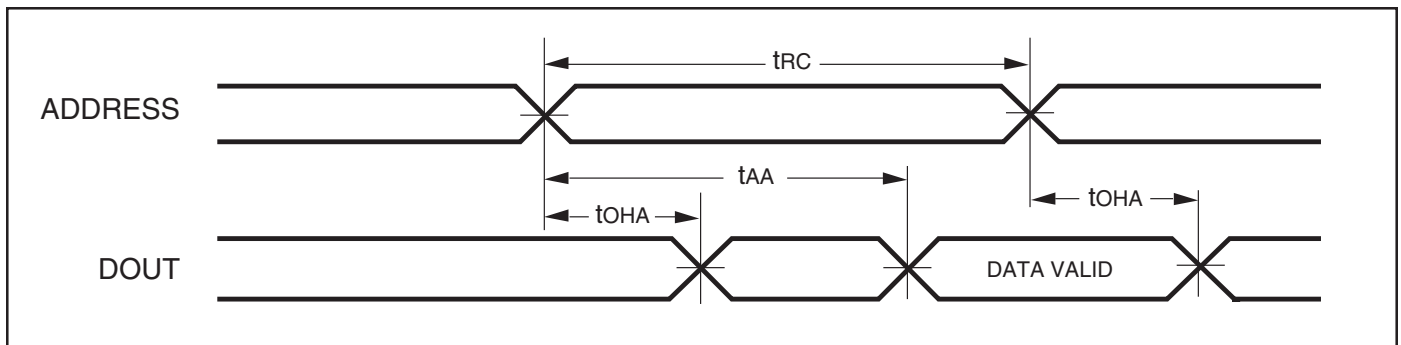 tRC
ADDRESS
tAA
tOHA
tOHA
DOUT
DATA VALID